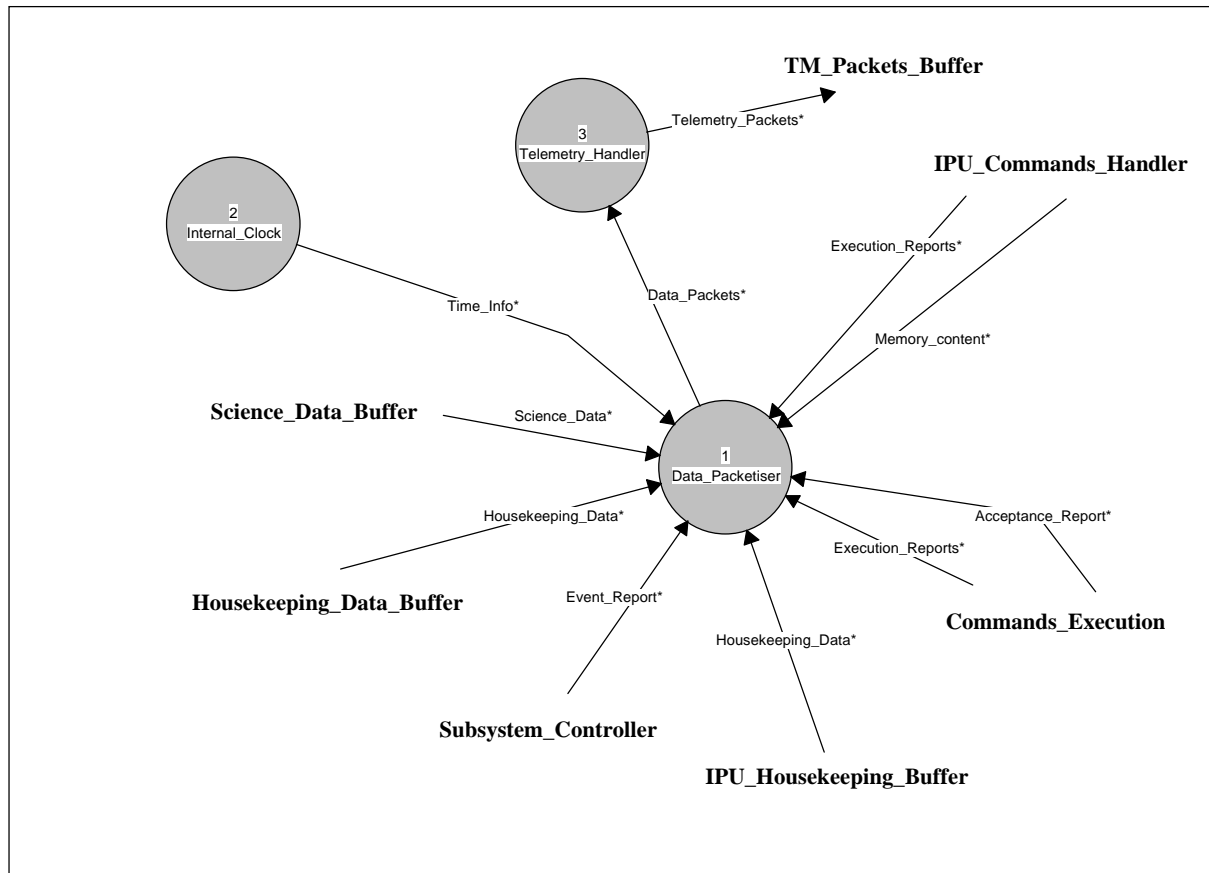 TM_Packets_Buffer
3
Telemetry_Handler
Telemetry_Packets*
IPU_Commands_Handler
2
Internal_Clock
Execution_Reports*
Data_Packets*
Time_Info*
Memory_content*
Science_Data_Buffer
Science_Data*
1
Data_Packetiser
Housekeeping_Data*
Acceptance_Report*
Execution_Reports*
Housekeeping_Data_Buffer
Event_Report*
Commands_Execution
Housekeeping_Data*
Subsystem_Controller
IPU_Housekeeping_Buffer